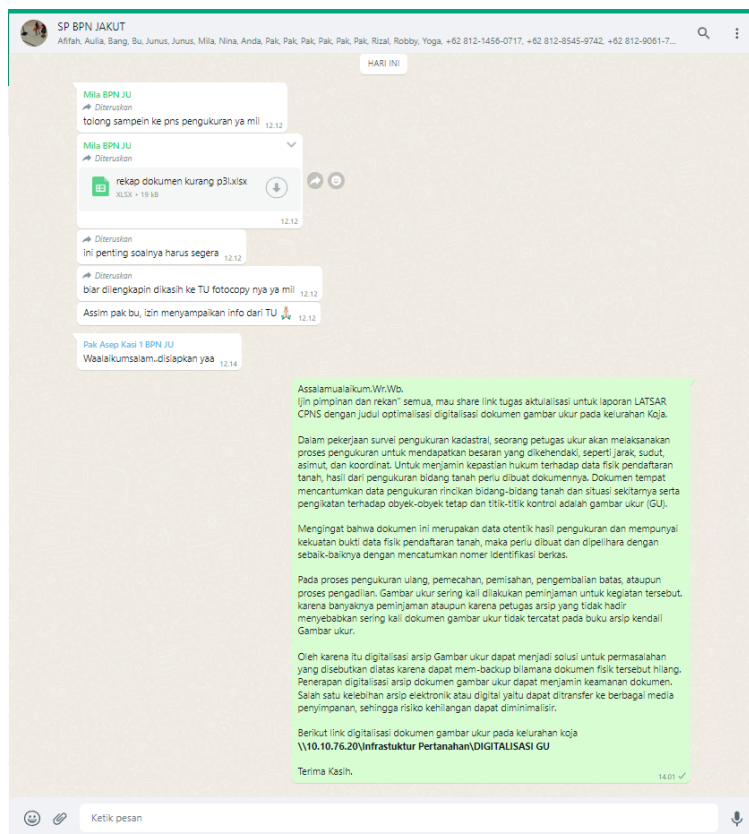 SP BPN JAKUT
Afifah, Aulia, Bang, Bu, Junus, Junus, Mila, Nina, Anda, Pak, Pak, Pak, Pak, Pak, Pak, Rizal, Robby, Yoga, +62 812-1456-0717, +62 812-8545-9742, +62 812-9061-7...
HARI INI
Mila BPN JU
Diteruskan
tolong sampein ke pns pengukuran ya mil 12.12
Mila BPN JU
Diteruskan
rekap dokumen kurang p3l.xlsx
XLSX • 19 kB
12.12
Diteruskan
ini penting soalnya harus segera 12.12
Diteruskan
biar dilengkapin dikasih ke TU fotocopy nya ya mil 12.12
Asslm pak bu, izin menyampaikan info dari TU 🙏🏻 12.12
Pak Asep Kasi 1 BPN JU
Waalaikumsalam..disiapkan yaa 12.14
Assalamualaikum.Wr.Wb.
Ijin pimpinan dan rekan" semua, mau share link tugas aktulalisasi untuk laporan LATSAR
CPNS dengan judul optimalisasi digitalisasi dokumen gambar ukur pada kelurahan Koja.
Dalam pekerjaan survei pengukuran kadastral, seorang petugas ukur akan melaksanakan
proses pengukuran untuk mendapatkan besaran yang dikehendaki, seperti jarak, sudut,
asimut, dan koordinat. Untuk menjamin kepastian hukum terhadap data fisik pendaftaran
tanah, hasil dari pengukuran bidang tanah perlu dibuat dokumennya. Dokumen tempat
mencantumkan data pengukuran rincikan bidang-bidang tanah dan situasi sekitarnya serta
pengikatan terhadap obyek-obyek tetap dan titik-titik kontrol adalah gambar ukur (GU).
Mengingat bahwa dokumen ini merupakan data otentik hasil pengukuran dan mempunyai
kekuatan bukti data fisik pendaftaran tanah, maka perlu dibuat dan dipelihara dengan
sebaik-baiknya dengan mencatumkan nomer Identifikasi berkas.
Pada proses pengukuran ulang, pemecahan, pemisahan, pengembalian batas, ataupun
proses pengadilan. Gambar ukur sering kali dilakukan peminjaman untuk kegiatan tersebut.
karena banyaknya peminjaman ataupun karena petugas arsip yang tidak hadir
menyebabkan sering kali dokumen gambar ukur tidak tercatat pada buku arsip kendali
Gambar ukur.
Oleh karena itu digitalisasi arsip Gambar ukur dapat menjadi solusi untuk permasalahan
yang disebutkan diatas karena dapat mem-backup bilamana dokumen fisik tersebut hilang.
Penerapan digitalisasi arsip dokumen gambar ukur dapat menjamin keamanan dokumen.
Salah satu kelebihan arsip elektronik atau digital yaitu dapat ditransfer ke berbagai media
penyimpanan, sehingga risiko kehilangan dapat diminimalisir.
Berikut link digitalisasi dokumen gambar ukur pada kelurahan koja
\\10.10.76.20\Infrastuktur Pertanahan\DIGITALISASI GU
Terima Kasih.
14.01
Ketik pesan